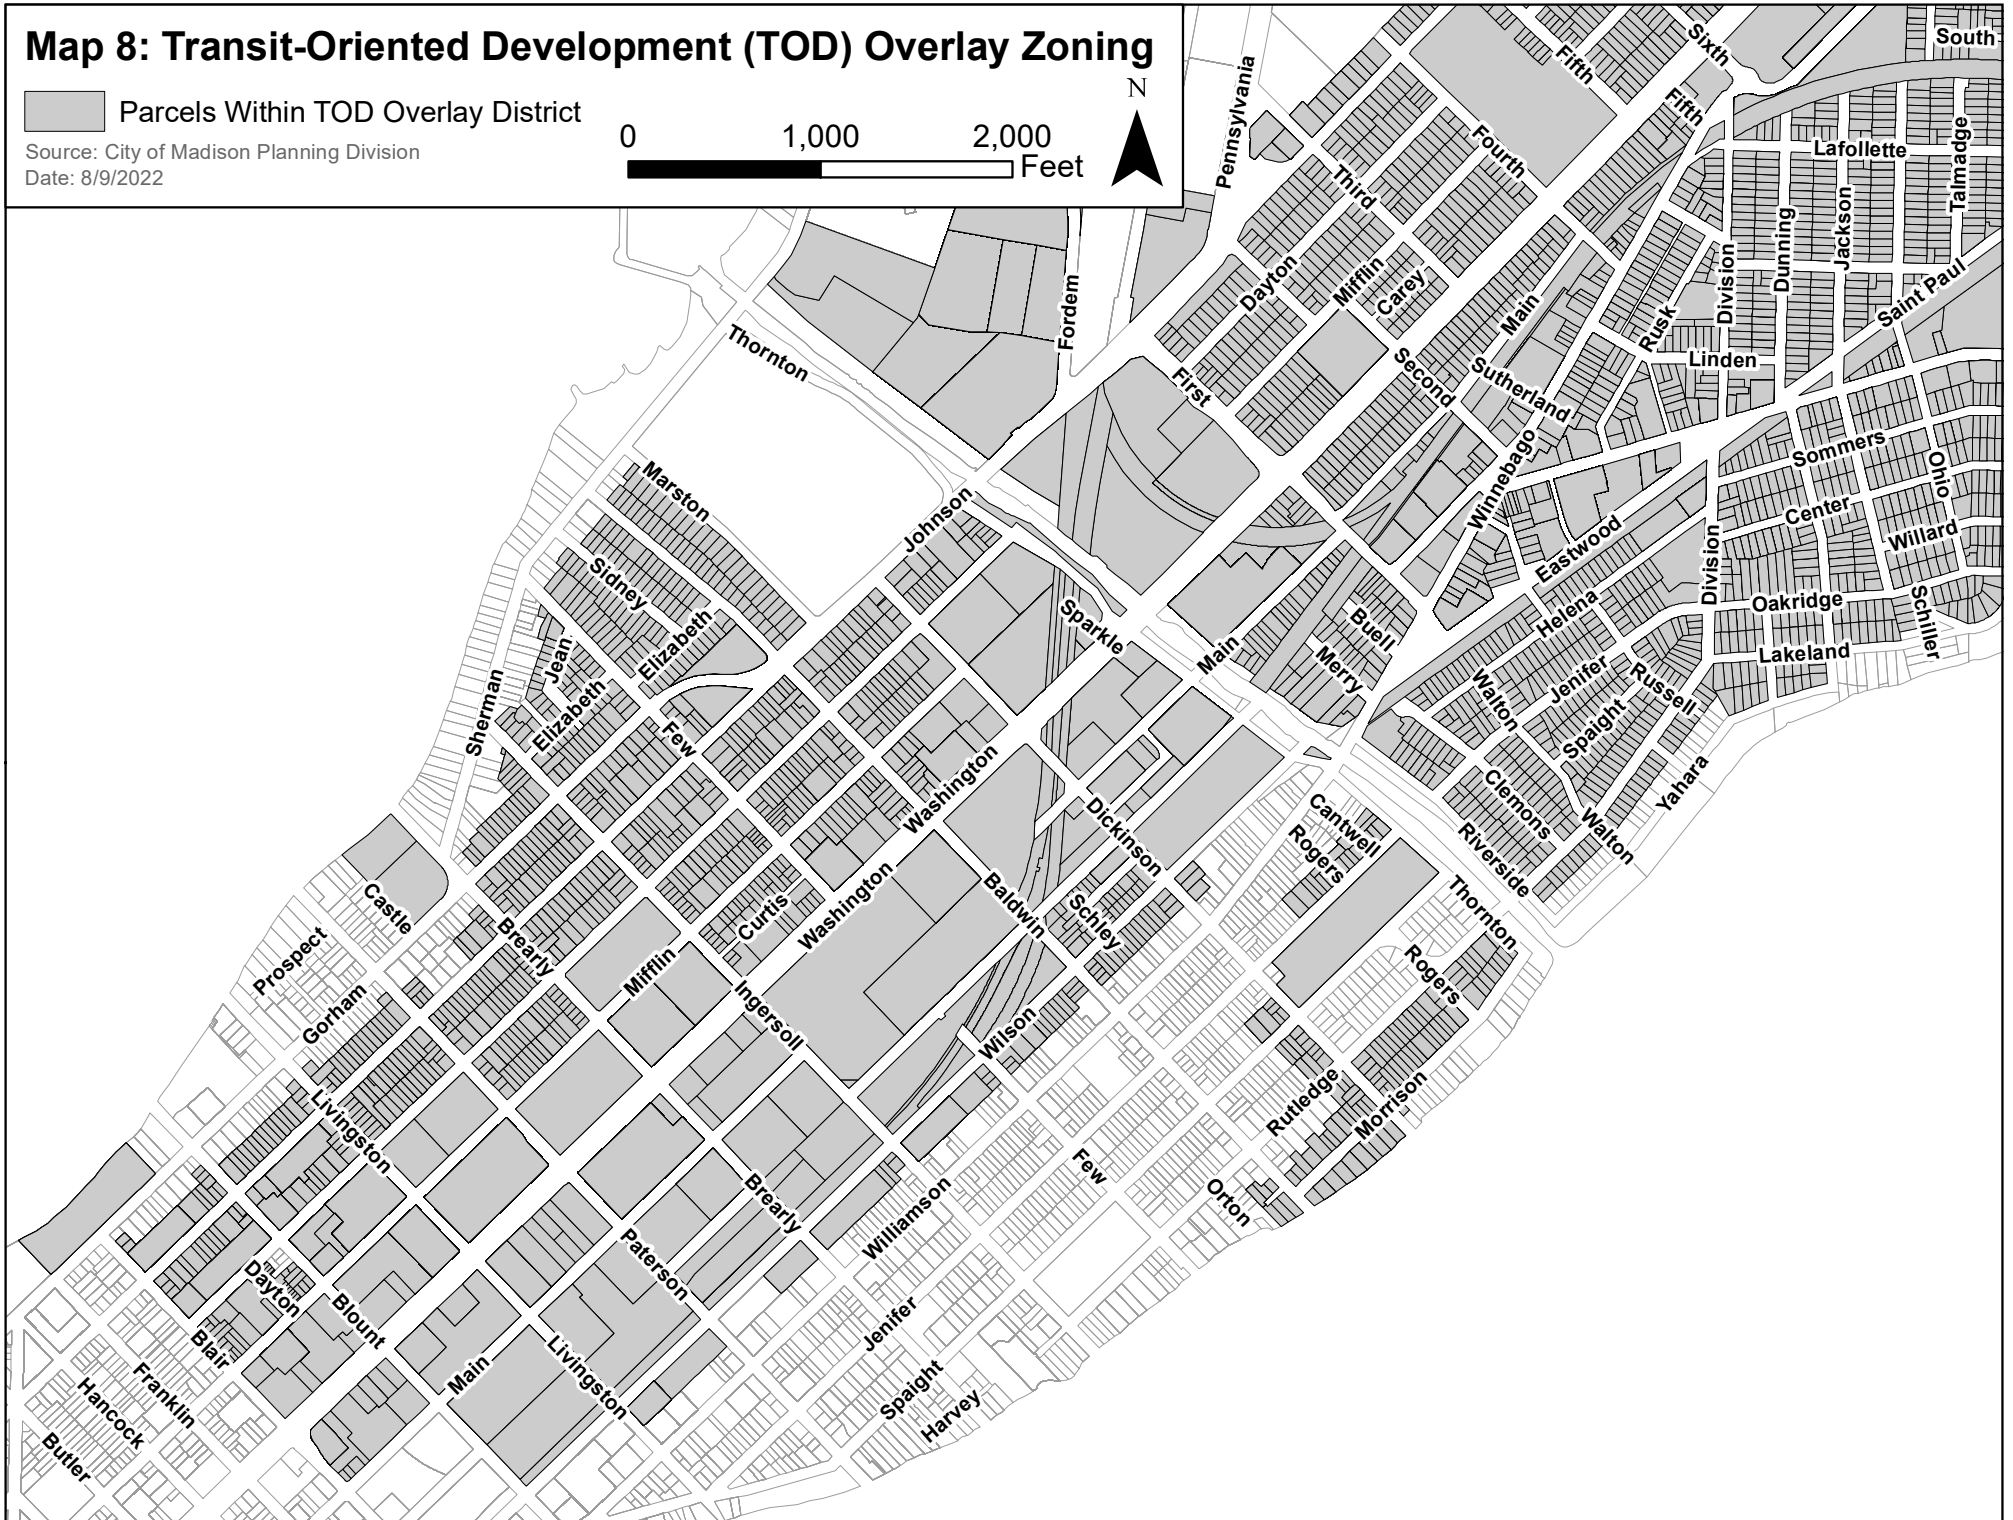 Map 8: Transit-Oriented Development (TOD) Overlay Zoning
Parcels Within TOD Overlay District
Source: City of Madison Planning Division
Date: 8/9/2022
0 1,000 2,000
Feet
N
Pennsylvania
Fifth
Sixth
South
Fifth
Fourth
Third
Lafollette
Talmadge
Jackson
Dunning
Division
Saint Paul
Dayton
Mifflin
Carey
Main
Rusk
Linden
Fordem
Thornton
First
Second
Sutherland
Winnebago
Sommers
Ohio
Center
Willard
Marston
Johnson
Eastwood
Division
Sidney
Elizabeth
Sparkle
Buell
Helena
Oakridge
Schiller
Jean
Main
Merry
Lakeland
Sherman
Elizabeth
Few
Walton
Jenifer
Russell
Spaight
Yahara
Washington
Dickinson
Cantwell
Rogers
Clemons
Walton
Riverside
Castle
Curtis
Washington
Baldwin
Schley
Thornton
Prospect
Brearly
Mifflin
Rogers
Gorham
Ingersoll
Wilson
Livingston
Rutledge
Morrison
Few
Brearly
Williamson
Orton
Paterson
Dayton
Blount
Blair
Jenifer
Livingston
Main
Franklin
Hancock
Spaight
Harvey
Butler